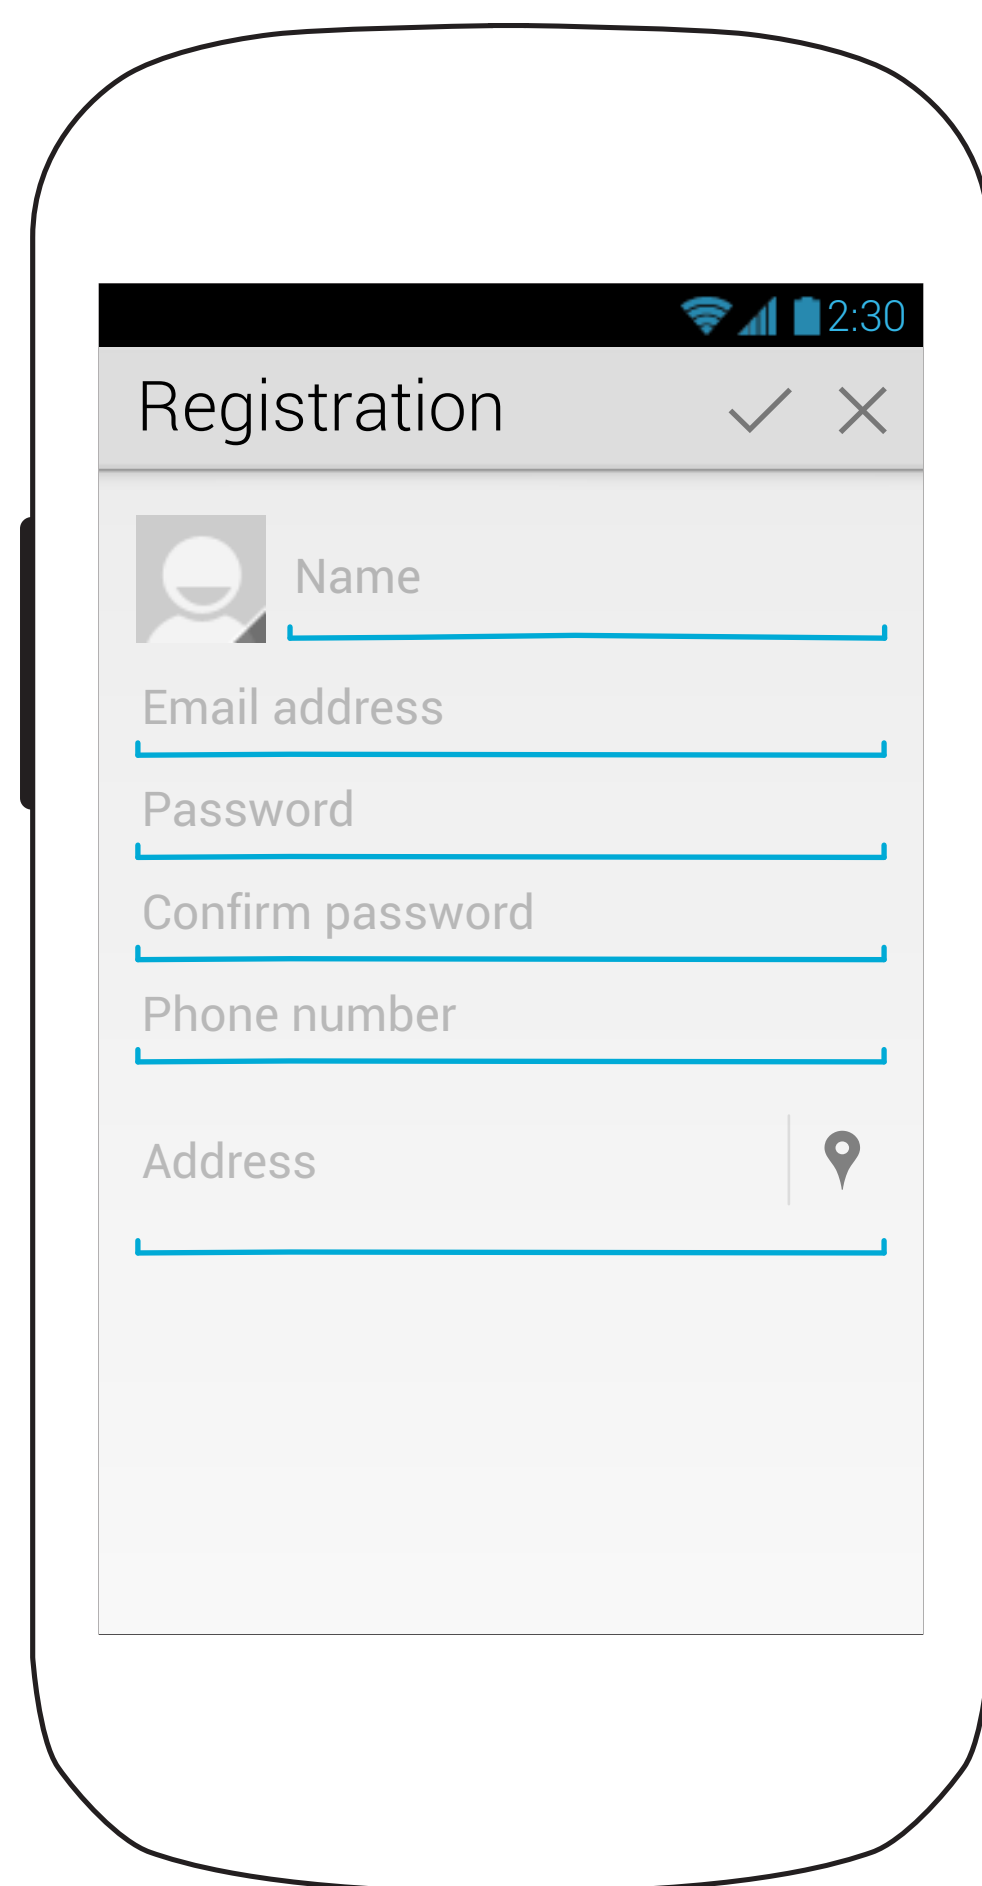 2:30
Registration
Name
Email address
Password
Confirm password
Phone number
Address